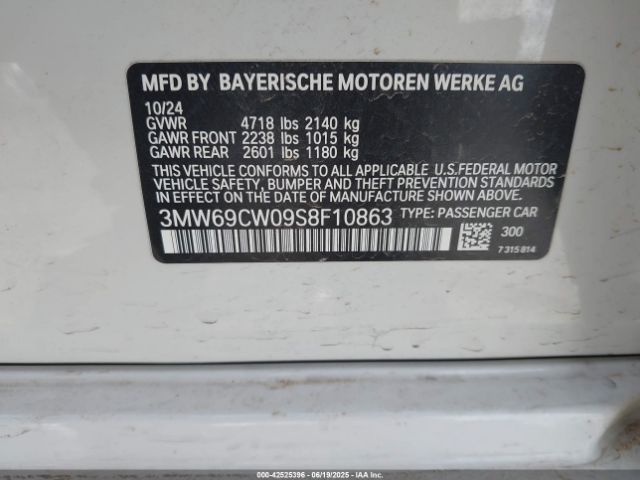 MFD BY BAYERISCHE MOTOREN WERKE AG
10/24
GVWR 4718 lbs 2140 kg
GAWR FRONT 2238 lbs 1015 kg
GAWR REAR 2601 lbs 1180 kg
THIS VEHICLE CONFORMS TO ALL APPLICABLE U.S.FEDERAL MOTOR
VEHICLE SAFETY, BUMPER AND THEFT PREVENTION STANDARDS
IN EFFECT ON THE DATE OF MANUFACTURE SHOWN ABOVE.
3MW69CW09S8F10863 TYPE: PASSENGER CAR
300
7315814
000-42525396 - 06/19/2025 - IAA Inc.